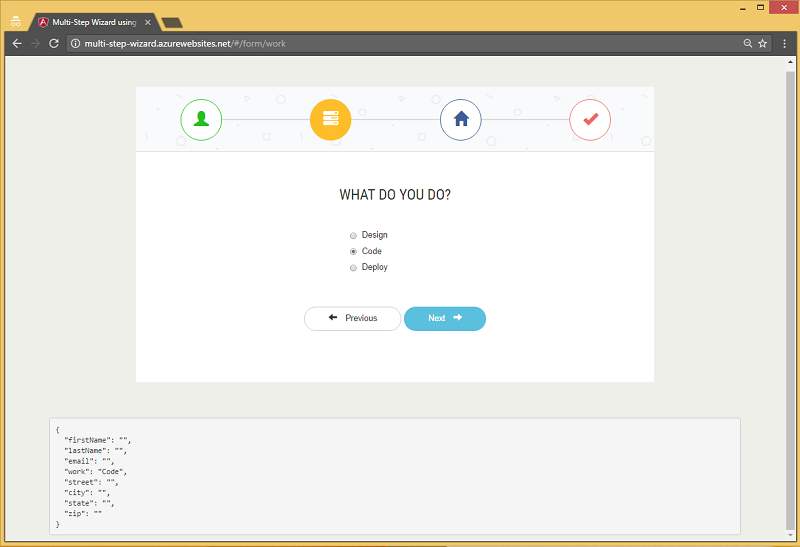 Multi-Step Wizard using
multi-step-wizard.azurewebsites.net/#/form/work
WHAT DO YOU DO?
Design
Code
Deploy
Previous
Next
{
"firstName": "",
"lastName": "",
"email": "",
"work": "Code",
"street": "",
"city": "",
"state": "",
"zip": ""
}